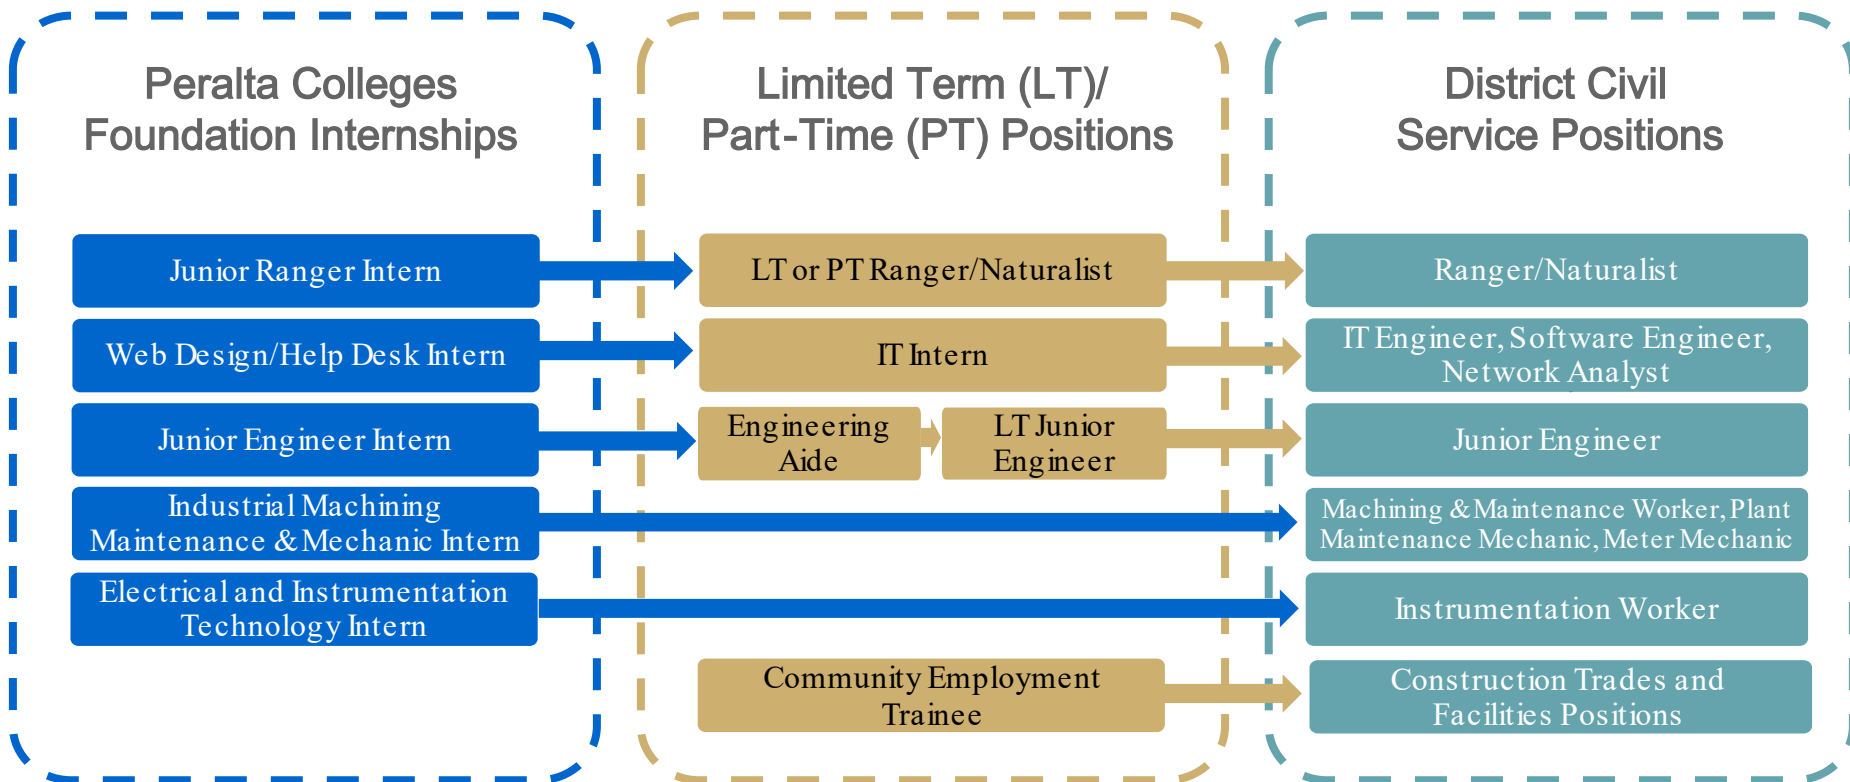 Peralta Colleges
Foundation Internships
Limited Term (LT)/
Part-Time (PT) Positions
District Civil
Service Positions
Junior Ranger Intern
LT or PT Ranger/Naturalist
Ranger/Naturalist
Web Design/Help Desk Intern
IT Intern
IT Engineer, Software Engineer,
Network Analyst
Junior Engineer Intern
Engineering
Aide
LT Junior
Engineer
Junior Engineer
Industrial Machining
Maintenance & Mechanic Intern
Machining & Maintenance Worker, Plant
Maintenance Mechanic, Meter Mechanic
Electrical and Instrumentation
Technology Intern
Instrumentation Worker
Community Employment
Trainee
Construction Trades and
Facilities Positions